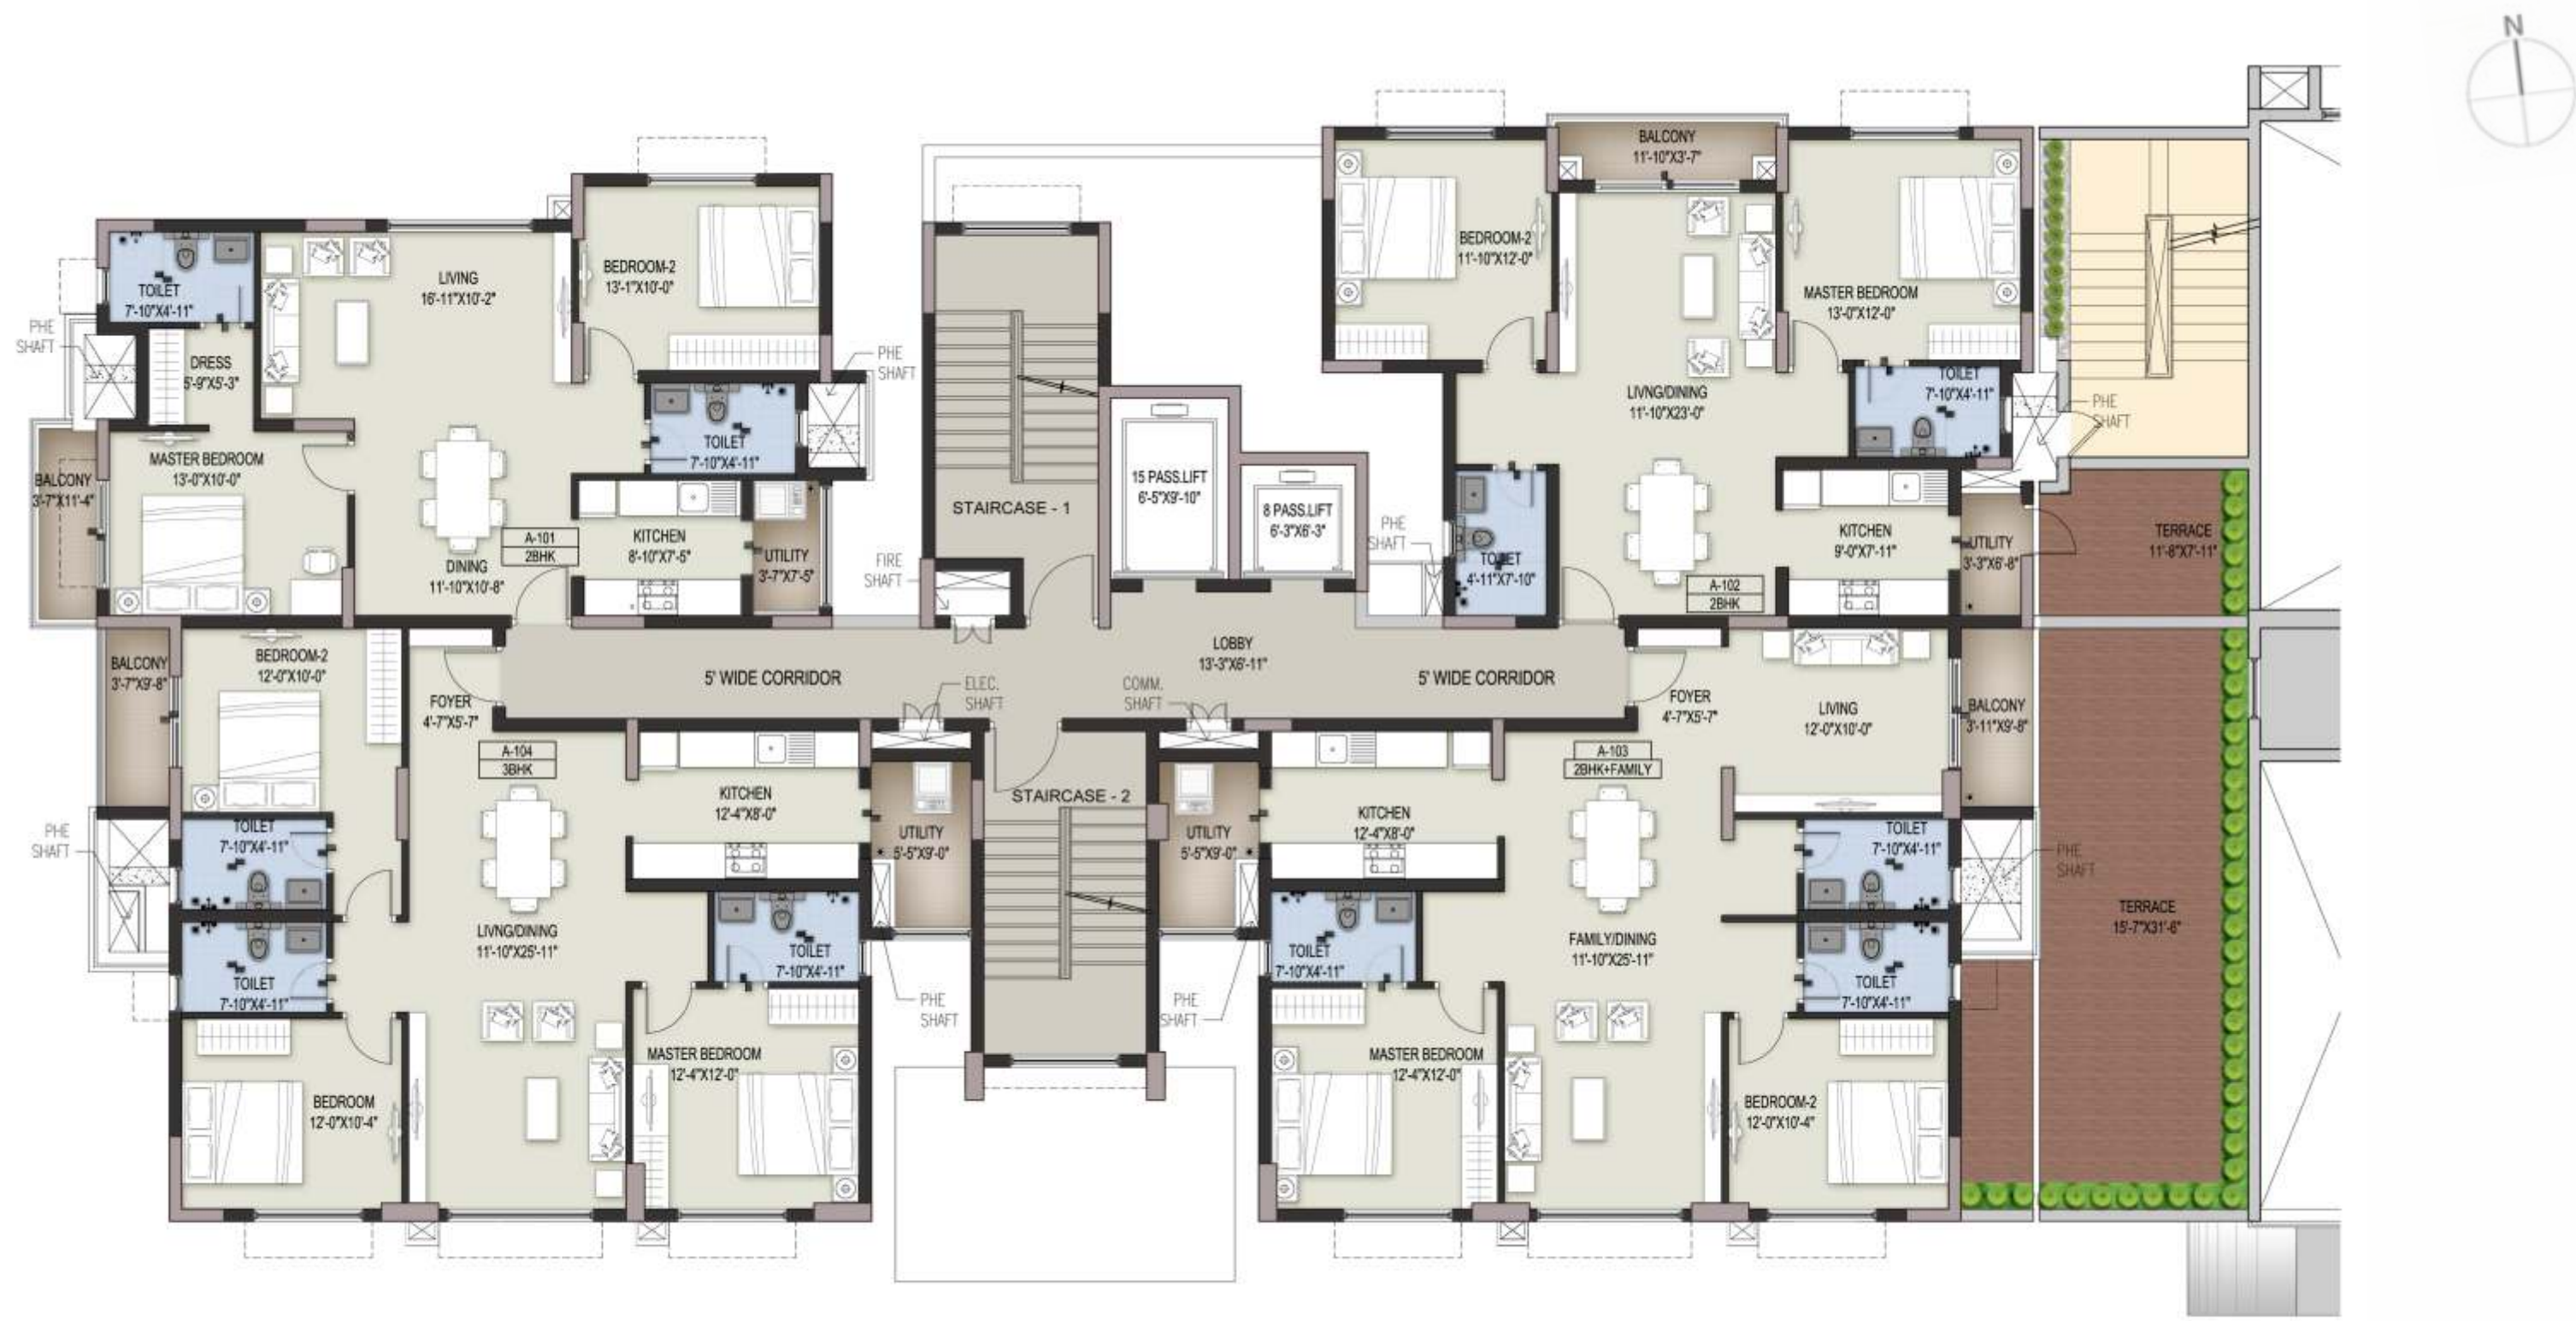 N
BALCONY
11'-10"X3'-7"
TOILET
7'-10"X4'-11"
PHE
SHAFT
DRESS
5'-9"X5'-3"
LIVING
16'-11"X10'-2"
BEDROOM-2
13'-1"X10'-0"
PHE
SHAFT
TOILET
7'-10"X4'-11"
BALCONY
3'-7"X11'-4"
MASTER BEDROOM
13'-0"X10'-0"
DINING
11'-10"X10'-8"
A-101
2BHK
KITCHEN
8'-10"X7'-5"
UTILITY
3'-7"X7'-5"
FIRE
SHAFT
STAIRCASE - 1
15 PASS.LIFT
6'-5"X9'-10"
8 PASS.LIFT
6'-3"X6'-3"
PHE
SHAFT
BEDROOM-2
11'-10"X12'-0"
MASTER BEDROOM
13'-0"X12'-0"
LIVNG/DINING
11'-10"X23'-0"
TOILET
7'-10"X4'-11"
PHE
SHAFT
TOILET
4'-11"X7'-10"
A-102
2BHK
KITCHEN
9'-0"X7'-11"
UTILITY
3'-3"X6'-8"
TERRACE
11'-8"X7'-11"
LOBBY
13'-3"X6'-11"
5' WIDE CORRIDOR
5' WIDE CORRIDOR
ELEC.
SHAFT
COMM.
SHAFT
BALCONY
3'-7"X9'-8"
BEDROOM-2
12'-0"X10'-0"
FOYER
4'-7"X5'-7"
A-104
3BHK
KITCHEN
12'-4"X8'-0"
UTILITY
5'-5"X9'-0"
STAIRCASE - 2
UTILITY
5'-5"X9'-0"
KITCHEN
12'-4"X8'-0"
A-103
2BHK+FAMILY
FOYER
4'-7"X5'-7"
LIVING
12'-0"X10'-0"
BALCONY
3'-11"X9'-8"
PHE
SHAFT
TOILET
7'-10"X4'-11"
TOILET
7'-10"X4'-11"
LIVNG/DINING
11'-10"X25'-11"
TOILET
7'-10"X4'-11"
PHE
SHAFT
PHE
SHAFT
TOILET
7'-10"X4'-11"
FAMILY/DINING
11'-10"X25'-11"
TOILET
7'-10"X4'-11"
TOILET
7'-10"X4'-11"
PHE
SHAFT
TERRACE
15'-7"X31'-6"
BEDROOM
12'-0"X10'-4"
MASTER BEDROOM
12'-4"X12'-0"
MASTER BEDROOM
12'-4"X12'-0"
BEDROOM-2
12'-0"X10'-4"